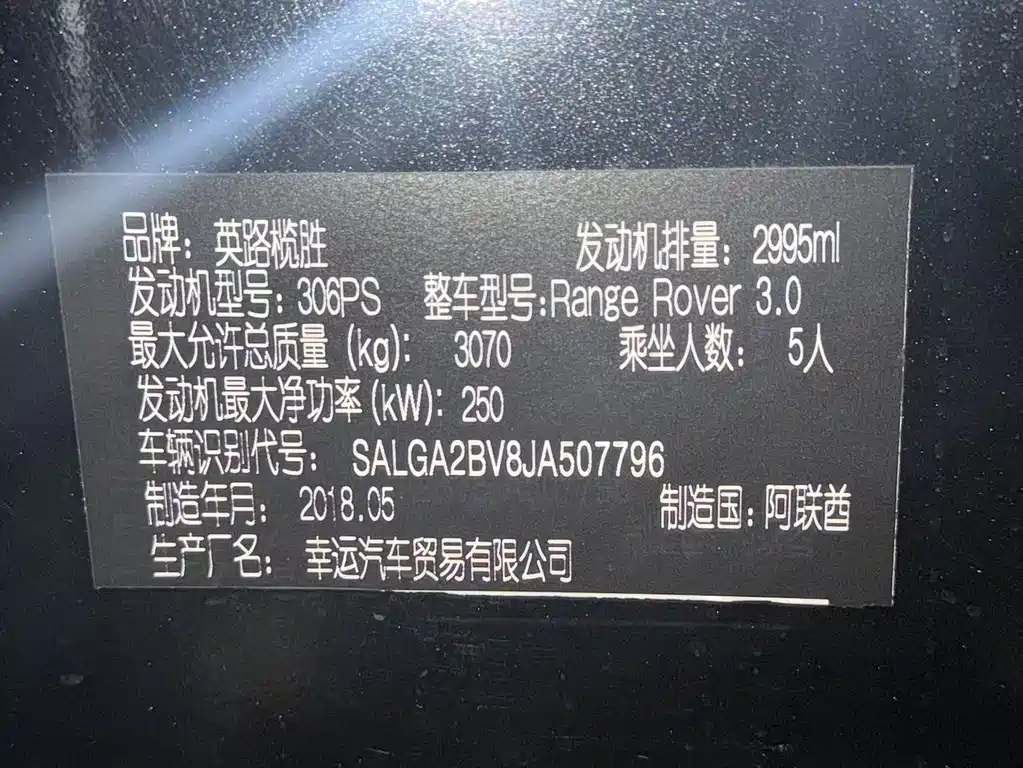 品牌: 英路榄胜 发动机排量: 2995ml
发动机型号: 306PS 整车型号:Range Rover 3.0
最大允许总质量 (kg): 3070 乘坐人数: 5人
发动机最大净功率(kW): 250
车辆识别代号: SALGA2BV8JA507796
制造年月: 2018.05 制造国: 阿联酋
生产厂名: 幸运汽车贸易有限公司